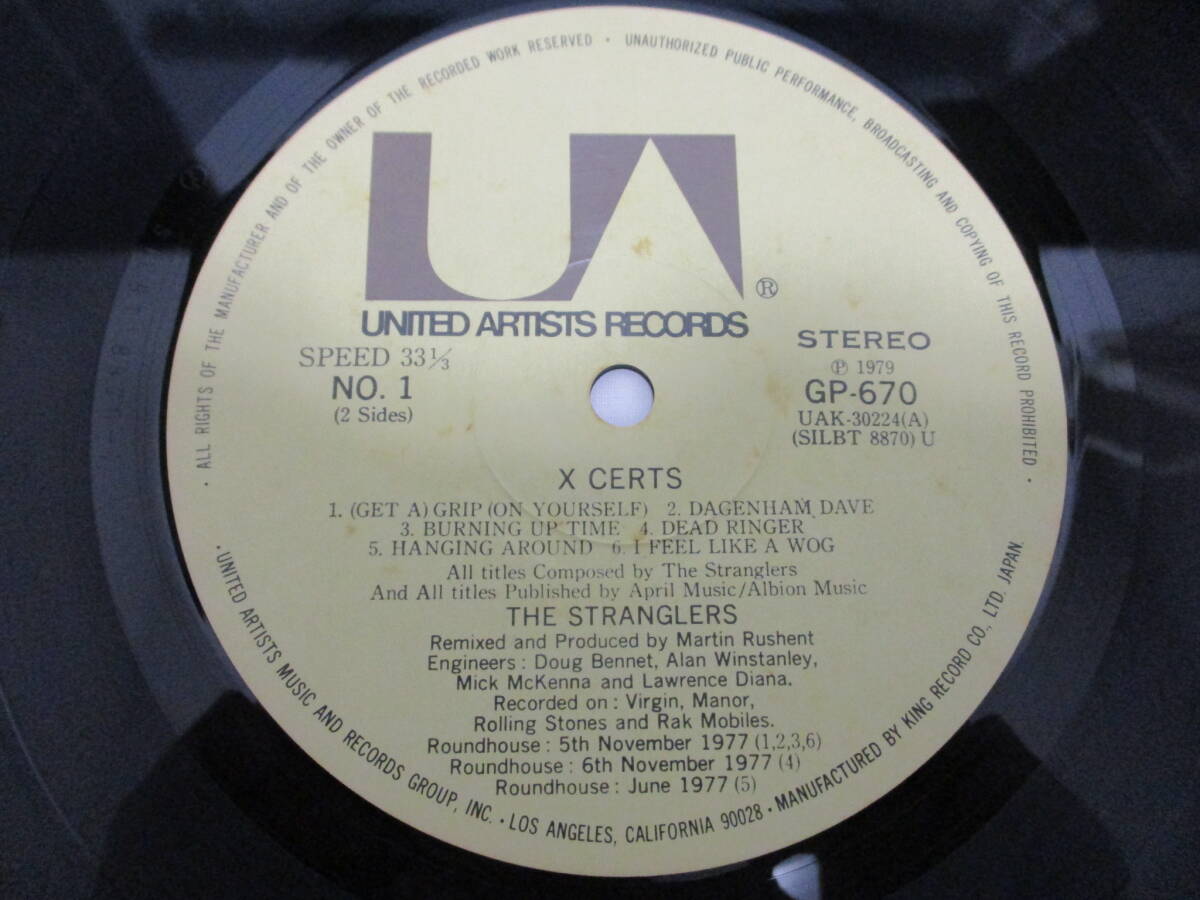 ALL RIGHTS OF THE MANUFACTURER AND OF THE OWNER OF THE RECORDED WORK RESERVED · UNAUTHORIZED PUBLIC PERFORMANCE, BROADCASTING AND COPYING OF THIS RECORD PROHIBITED ·
UA ®
UNITED ARTISTS RECORDS
SPEED 33⅓
NO. 1
(2 Sides)
STEREO
Ⓟ 1979
GP-670
UAK-30224(A)
(SILBT 8870) U
X CERTS
1. (GET A) GRIP (ON YOURSELF) 2. DAGENHAM DAVE
3. BURNING UP TIME 4. DEAD RINGER
5. HANGING AROUND 6. I FEEL LIKE A WOG
All titles Composed by The Stranglers
And All titles Published by April Music/Albion Music
THE STRANGLERS
Remixed and Produced by Martin Rushent
Engineers : Doug Bennet, Alan Winstanley,
Mick McKenna and Lawrence Diana.
Recorded on : Virgin, Manor,
Rolling Stones and Rak Mobiles.
Roundhouse : 5th November 1977 (1,2,3,6)
Roundhouse : 6th November 1977 (4)
Roundhouse : June 1977 (5)
· UNITED ARTISTS MUSIC AND RECORDS GROUP, INC. · LOS ANGELES, CALIFORNIA 90028 · MANUFACTURED BY KING RECORD CO., LTD. JAPAN.